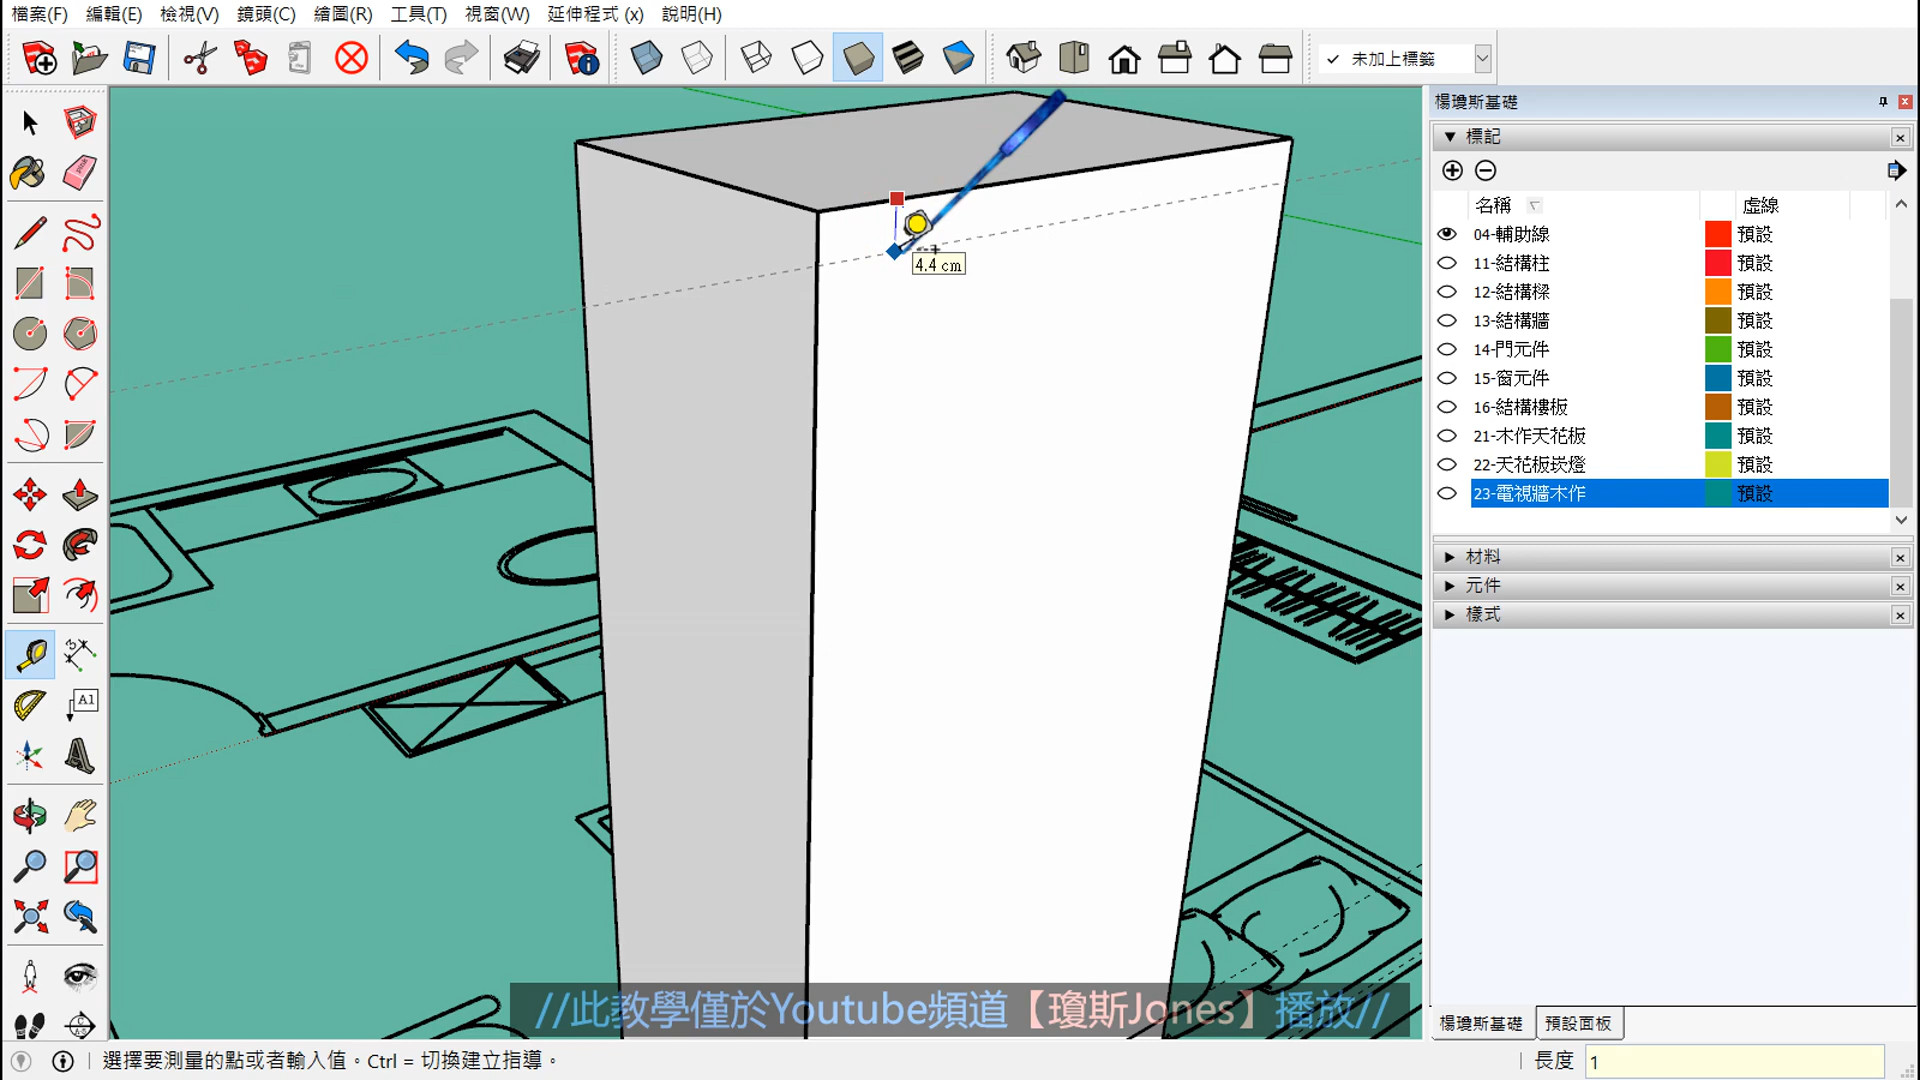 檔案(F) 編輯(E) 檢視(V) 鏡頭(C) 繪圖(R) 工具(T) 視窗(W) 延伸程式 (x) 說明(H)
未加上標籤
楊瓊斯基礎
標記
名稱 虛線
04-輔助線 預設
11-結構柱 預設
12-結構樑 預設
13-結構牆 預設
14-門元件 預設
15-窗元件 預設
16-結構樓板 預設
21-木作天花板 預設
22-天花板崁燈 預設
23-電視牆木作 預設
材料
元件
樣式
A1
4.4 cm
//此教學僅於Youtube頻道【瓊斯Jones】播放//
楊瓊斯基礎 預設面板
選擇要測量的點或者輸入值。Ctrl = 切換建立指導。
長度 1